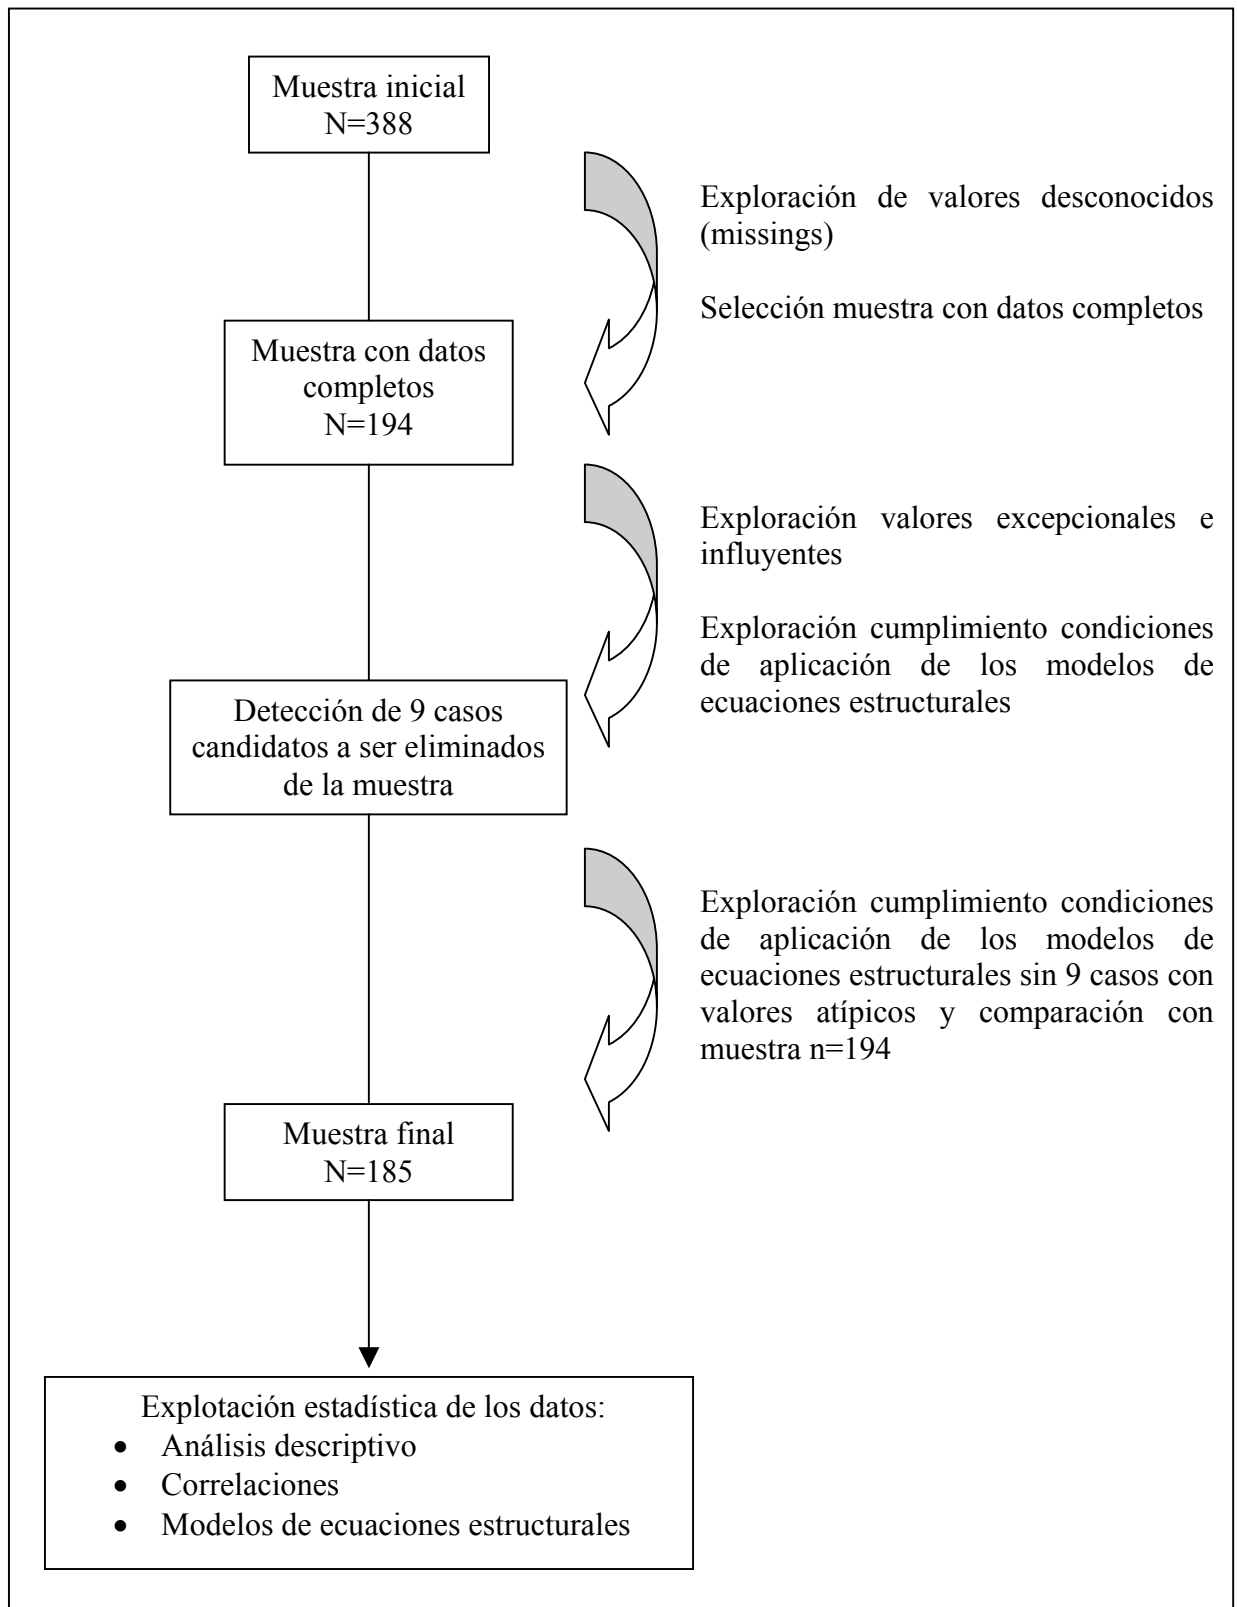 Muestra inicial
N=388
Exploración de valores desconocidos
(missings)
Selección muestra con datos completos
Muestra con datos
completos
N=194
Exploración valores excepcionales e
influyentes
Exploración cumplimiento condiciones
de aplicación de los modelos de
ecuaciones estructurales
Detección de 9 casos
candidatos a ser eliminados
de la muestra
Exploración cumplimiento condiciones
de aplicación de los modelos de
ecuaciones estructurales sin 9 casos con
valores atípicos y comparación con
muestra n=194
Muestra final
N=185
Explotación estadística de los datos:
• Análisis descriptivo
• Correlaciones
• Modelos de ecuaciones estructurales